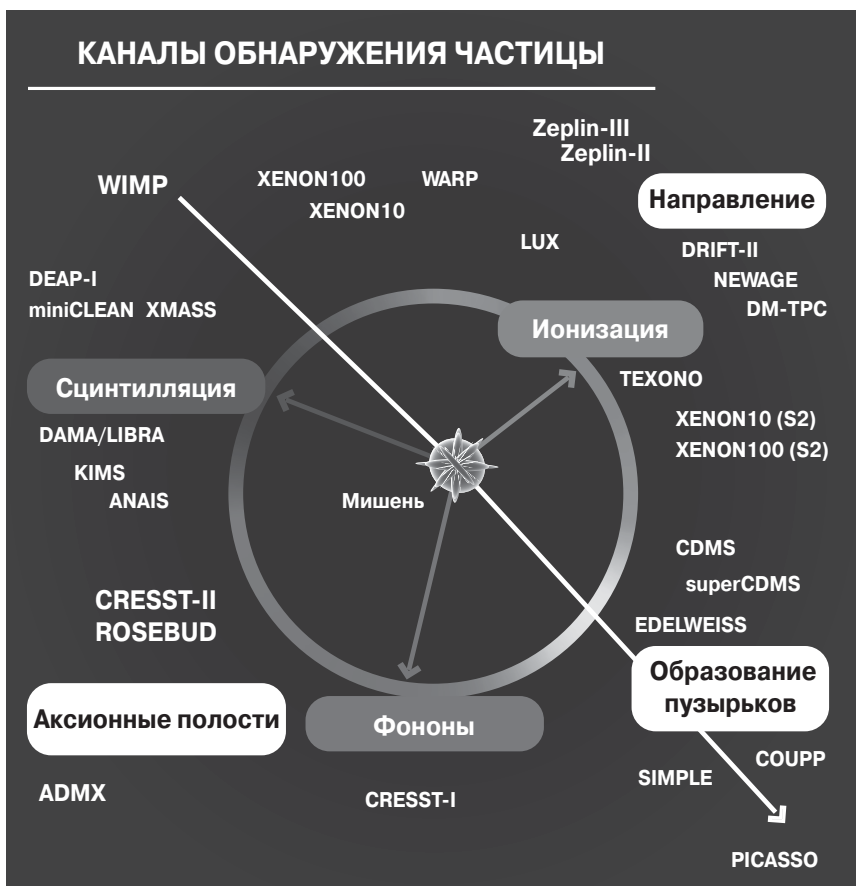 КАНАЛЫ ОБНАРУЖЕНИЯ ЧАСТИЦЫ
Zeplin-III
Zeplin-II
WIMP
XENON100
WARP
XENON10
Направление
LUX
DRIFT-II
NEWAGE
DM-TPC
DEAP-I
miniCLEAN XMASS
Ионизация
Сцинтилляция
TEXONO
DAMA/LIBRA
KIMS
ANAIS
XENON10 (S2)
XENON100 (S2)
Мишень
CDMS
superCDMS
EDELWEISS
CRESST-II
ROSEBUD
Образование
пузырьков
Аксионные полости
Фононы
ADMX
CRESST-I
SIMPLE
COUPP
PICASSO